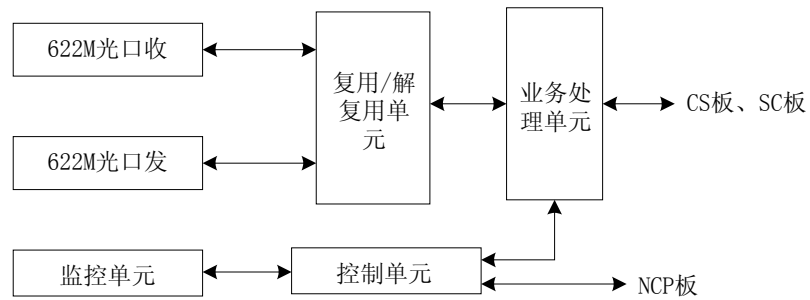 622M光口收
622M光口发
复用/解
复用单
元
业务处
理单元
CS板、SC板
监控单元
控制单元
NCP板